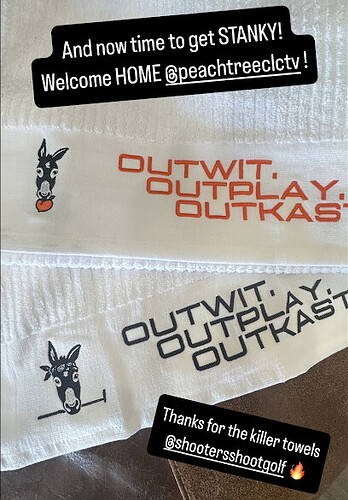 And now time to get STANKY!
Welcome HOME @peachtreeclctv !
OUTWIT.
OUTPLAY.
OUTKAST
OUTWIT.
OUTPLAY.
OUTKAST
Thanks for the killer towels
@shootersshootgolf 🔥